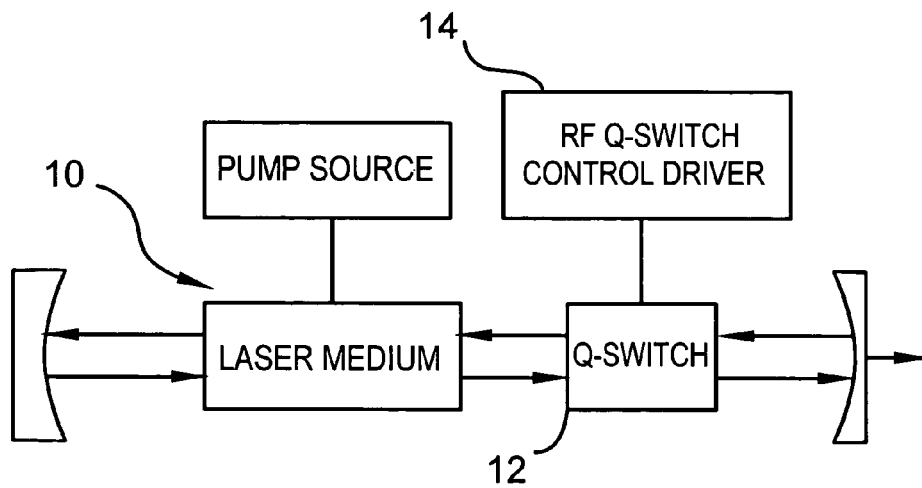 14
RF Q-SWITCH
CONTROL DRIVER
PUMP SOURCE
10
LASER MEDIUM
Q-SWITCH
12